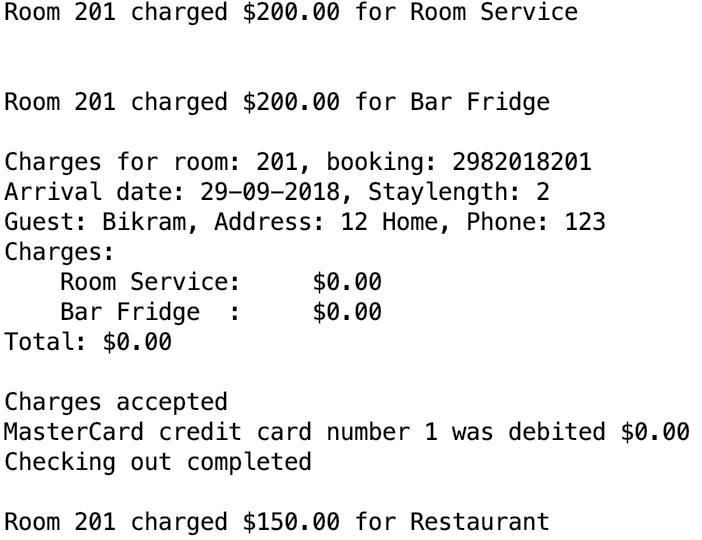 Room 201 charged $200.00 for Room Service
Room 201 charged $200.00 for Bar Fridge
Charges for room: 201, booking: 2982018201
Arrival date: 29-09-2018, Staylength: 2
Guest: Bikram, Address: 12 Home, Phone: 123
Charges:
    Room Service:     $0.00
    Bar Fridge  :     $0.00
Total: $0.00
Charges accepted
MasterCard credit card number 1 was debited $0.00
Checking out completed
Room 201 charged $150.00 for Restaurant